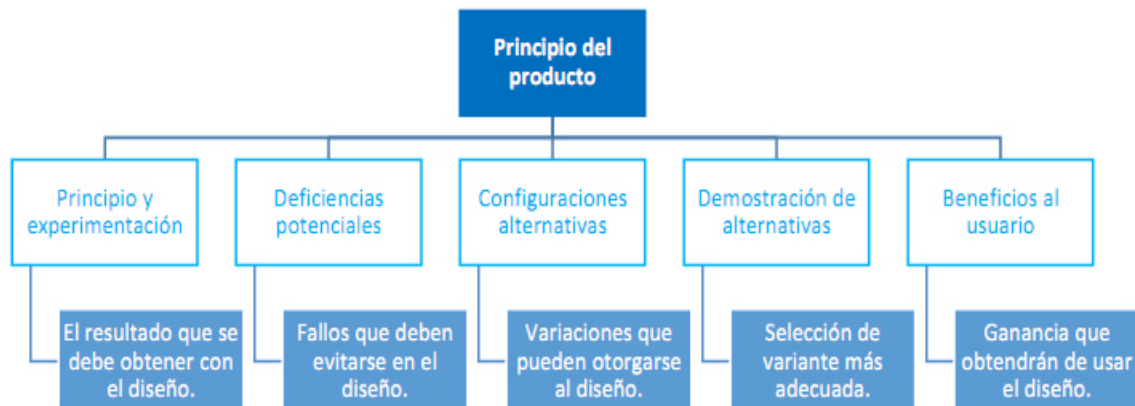 Principio del
producto
Principio y
experimentación
Deficiencias
potenciales
Configuraciones
alternativas
Demostración de
alternativas
Beneficios al
usuario
El resultado que se
debe obtener con
el diseño.
Fallos que deben
evitarse en el
diseño.
Variaciones que
pueden otorgarse
al diseño.
Selección de
variante más
adecuada.
Ganancia que
obtendrán de usar
el diseño.